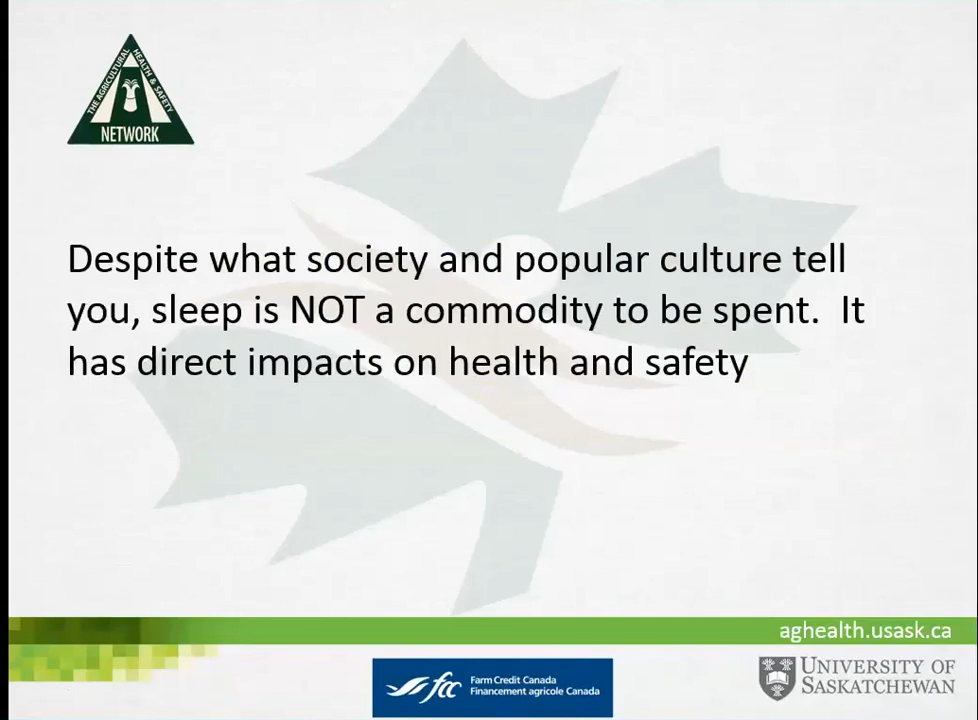 THE AGRICULTURAL
HEALTH & SAFETY
NETWORK
Despite what society and popular culture tell
you, sleep is NOT a commodity to be spent.  It
has direct impacts on health and safety
aghealth.usask.ca
fcc
Farm Credit Canada
Financement agricole Canada
UNIVERSITY OF
SASKATCHEWAN